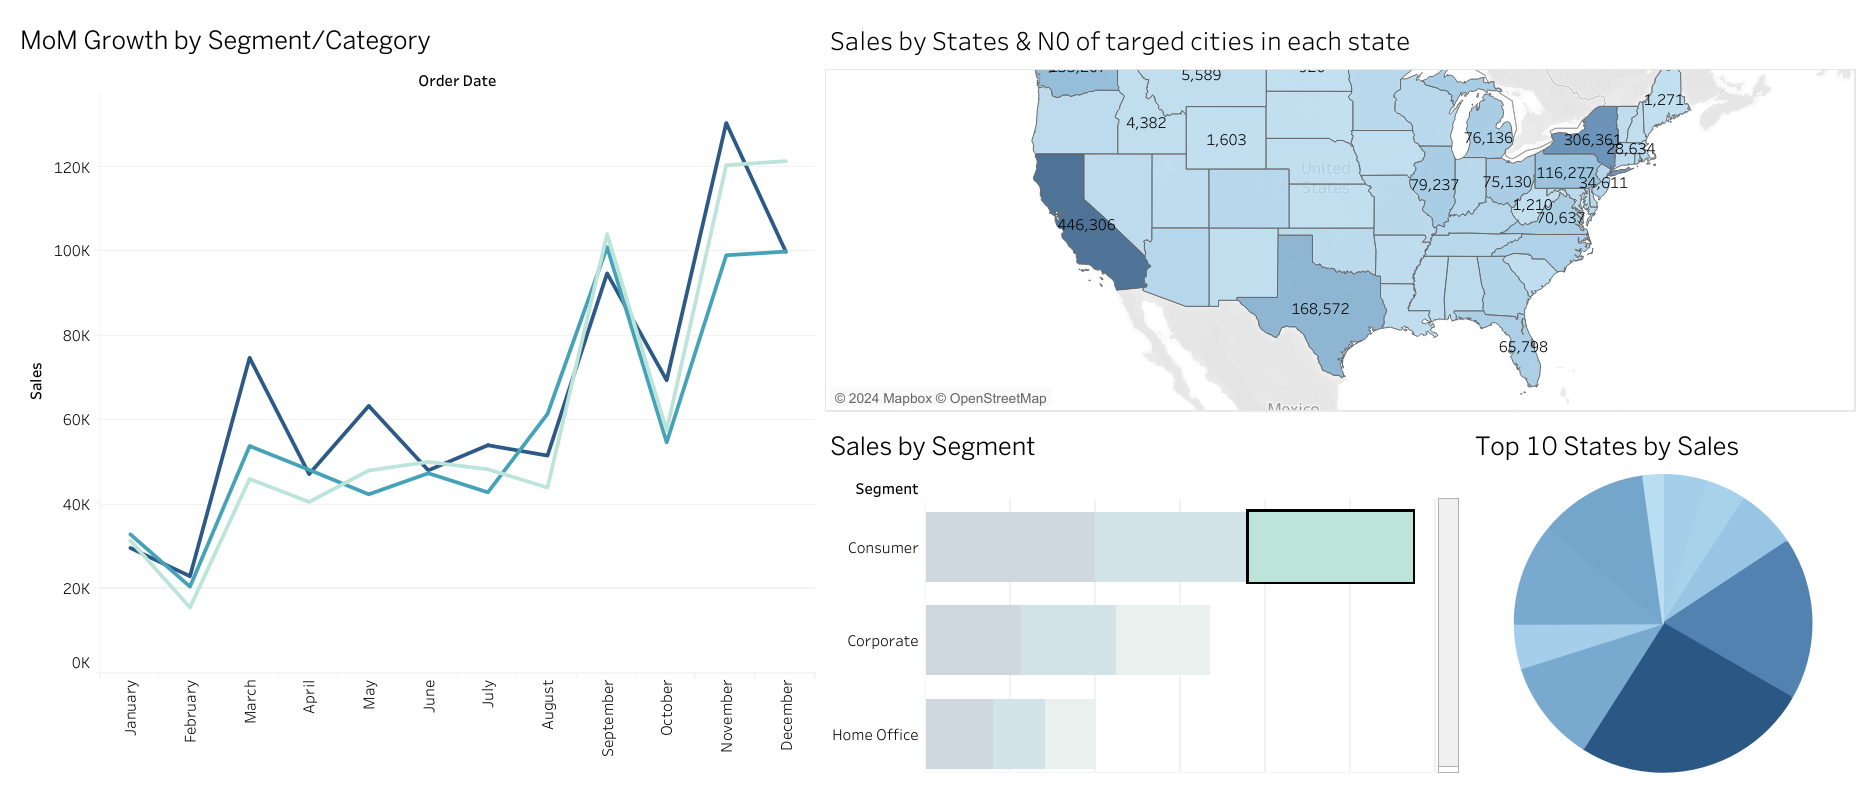 MoM Growth by Segment/Category
Order Date
Sales
120K
100K
80K
60K
40K
20K
0K
January
February
March
April
May
June
July
August
September
October
November
December
Sales by States & N0 of targed cities in each state
5,589
1,271
4,382
1,603
76,136
306,361
28,634
United
States
79,237
75,130
116,277
34,611
1,210
70,637
446,306
168,572
65,798
© 2024 Mapbox © OpenStreetMap
Mexico
Sales by Segment
Segment
Consumer
Corporate
Home Office
Top 10 States by Sales